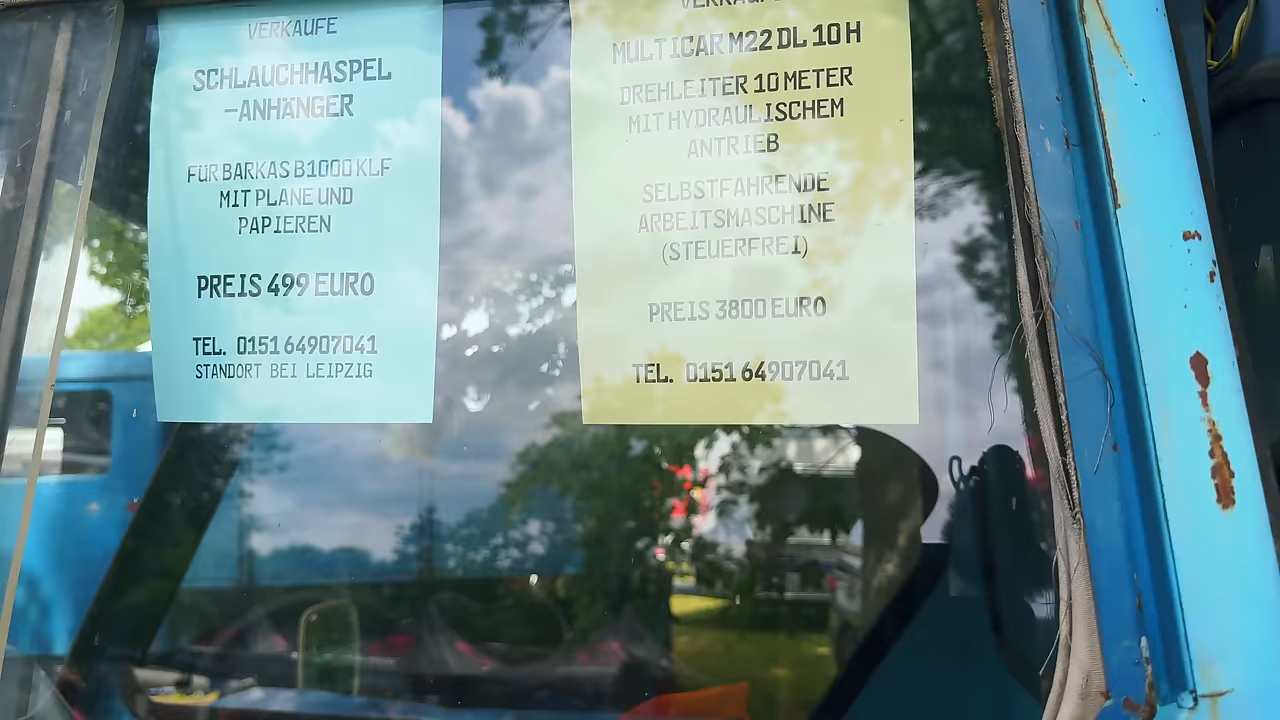 VERKAUFE
SCHLAUCHHASPEL
-ANHÄNGER
FÜR BARKAS B1000 KLF
MIT PLANE UND
PAPIEREN
PREIS 499 EURO
TEL. 0151 64907041
STANDORT BEI LEIPZIG
VERKAUFE
MULTICAR M22 DL 10 H
DREHLEITER 10 METER
MIT HYDRAULISCHEM
ANTRIEB
SELBSTFAHRENDE
ARBEITSMASCHINE
(STEUERFREI)
PREIS 3800 EURO
TEL. 0151 64907041